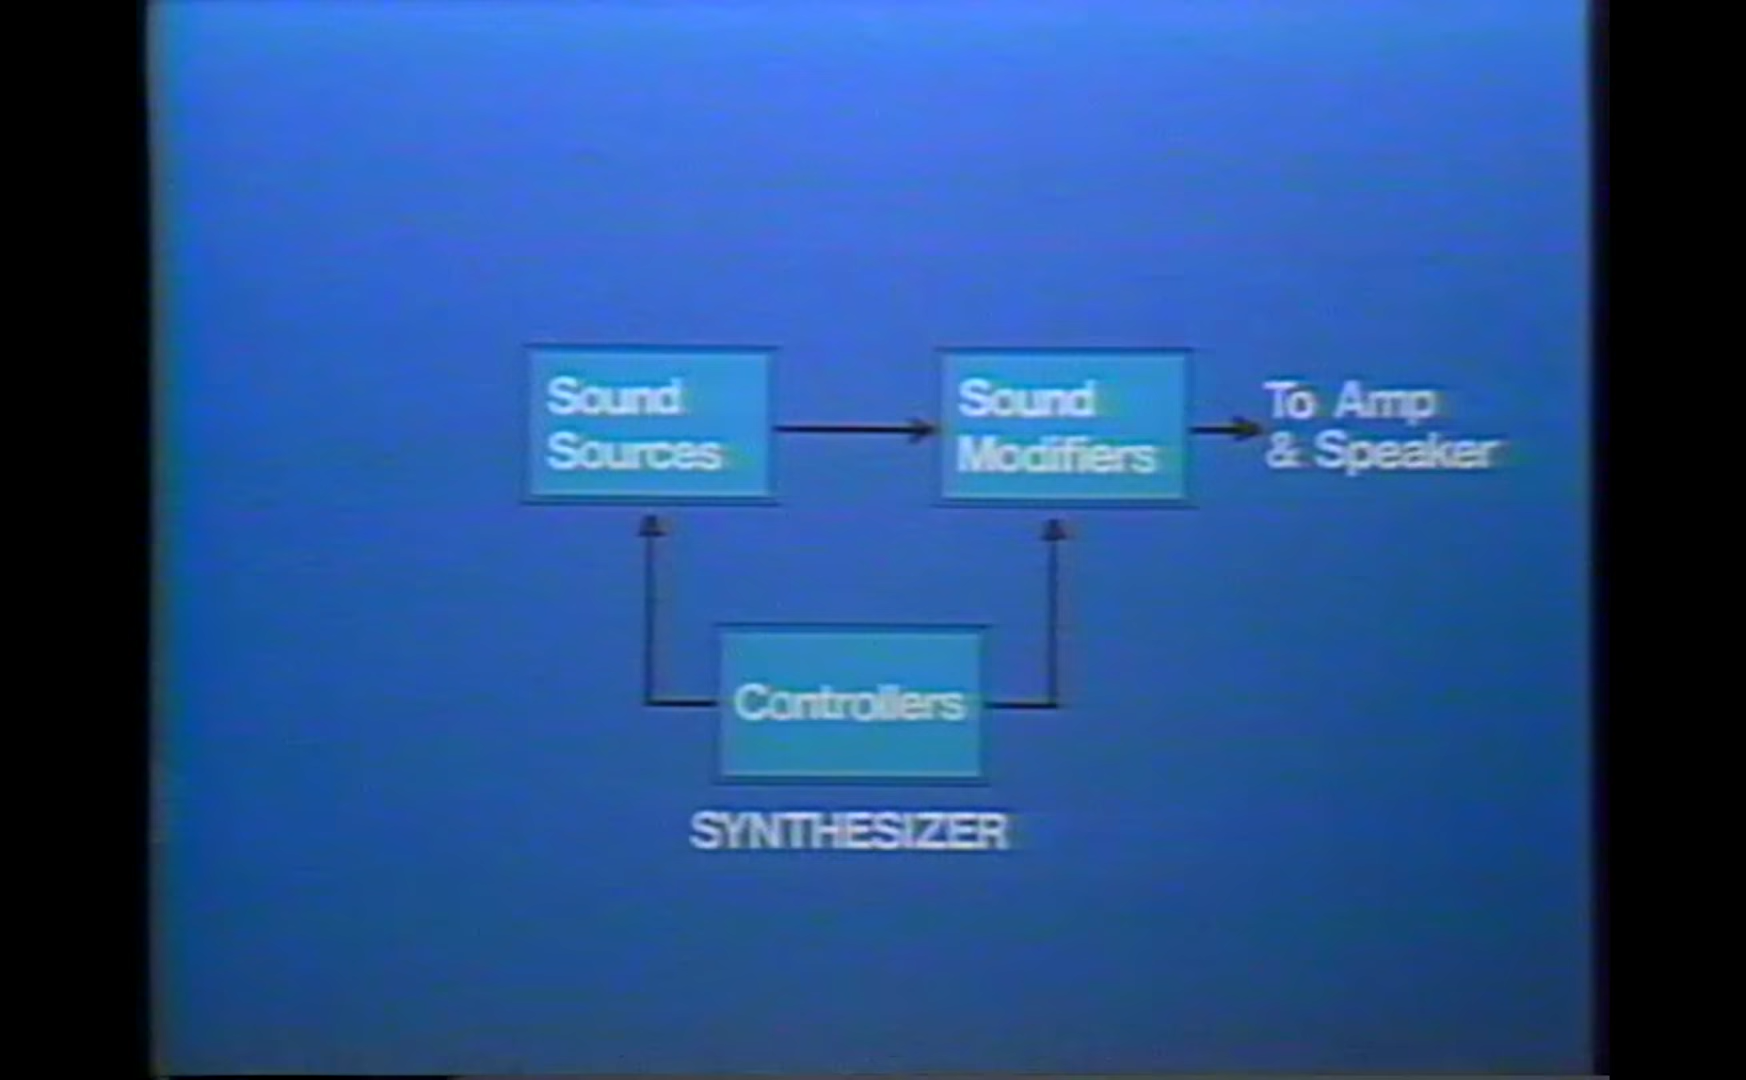 Sound
Sources
Sound
Modifiers
To Amp
& Speaker
Controllers
SYNTHESIZER